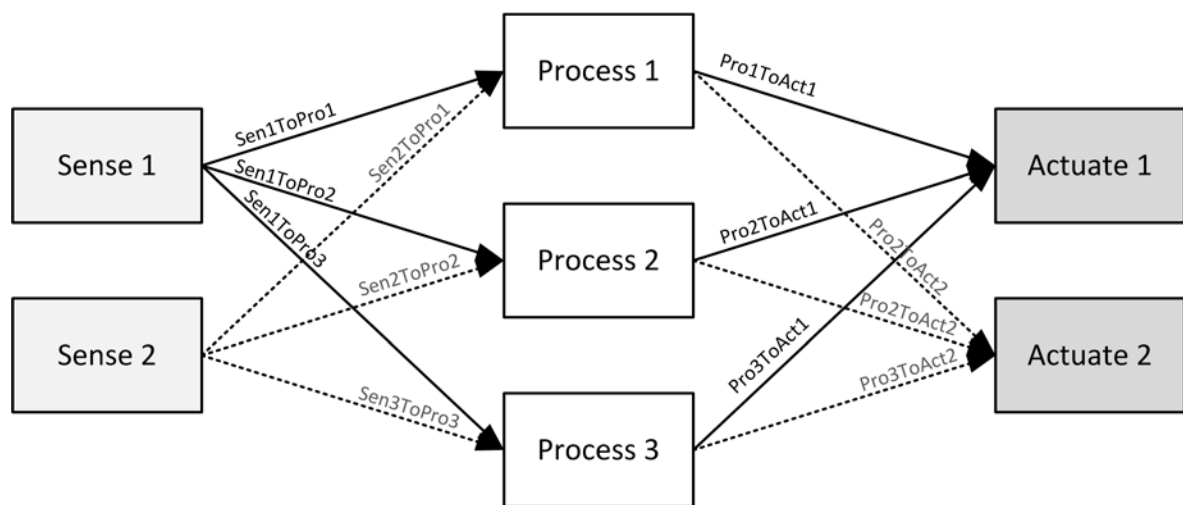 Process 1
Pro1ToAct1
Sen1ToPro1
Sen2ToPro1
Sense 1
Actuate 1
Sen1ToPro2
Sen1ToPro3
Process 2
Pro2ToAct1
Pro2ToAct2
Sen2ToPro2
Pro2ToAct2
Sense 2
Actuate 2
Pro3ToAct1
Pro3ToAct2
Sen3ToPro3
Process 3